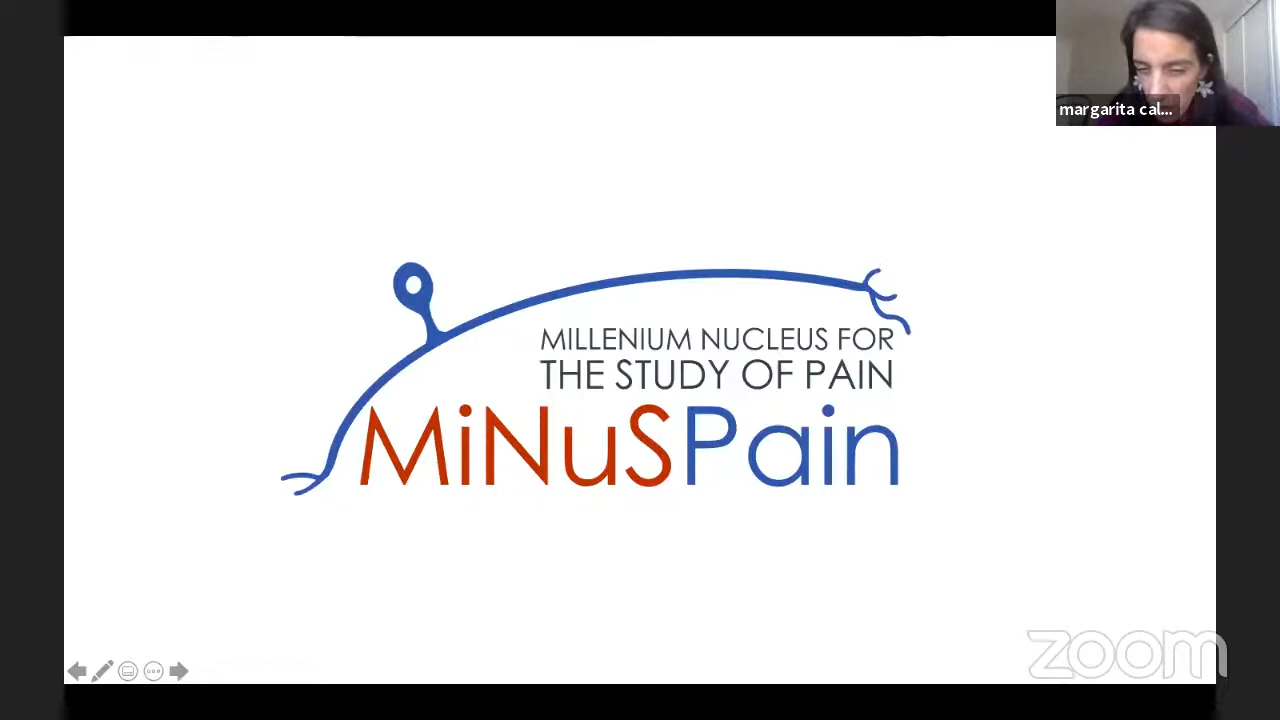 margarita cal...
MILLENIUM NUCLEUS FOR
THE STUDY OF PAIN
MiNuSPain
zoom